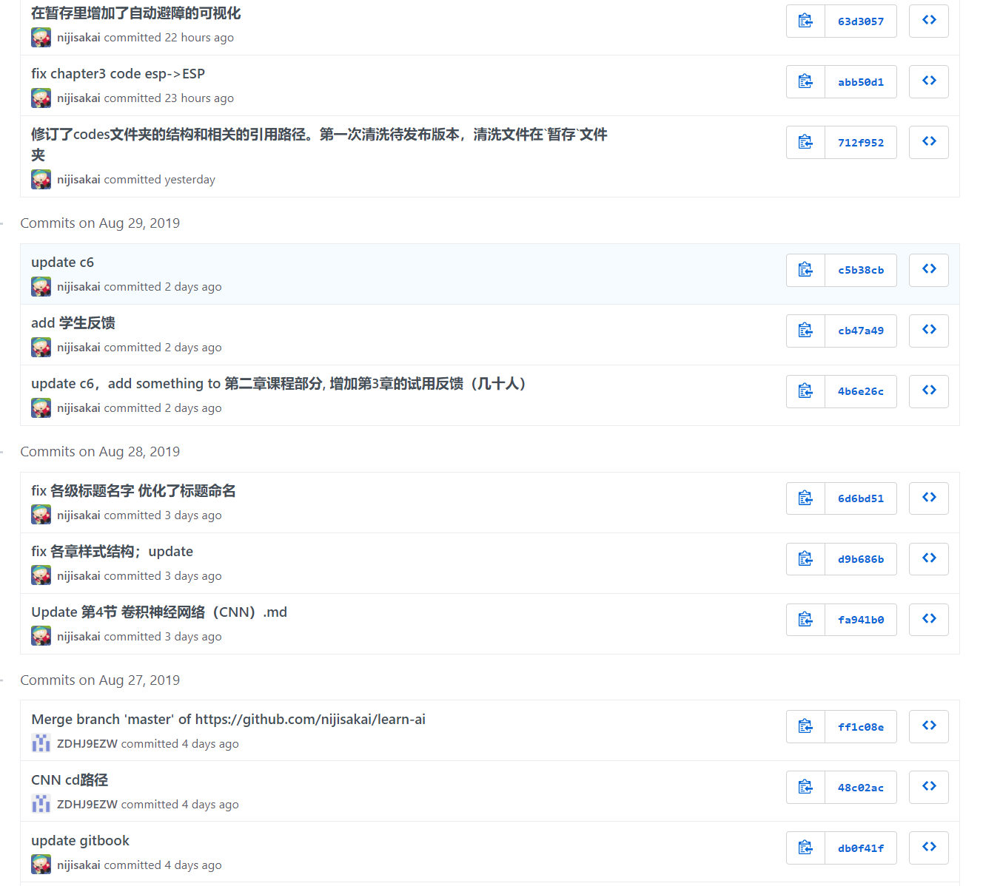 在暂存里增加了自动避障的可视化
nijisakai committed 22 hours ago
63d3057
fix chapter3 code esp->ESP
nijisakai committed 23 hours ago
abb50d1
修订了codes文件夹的结构和相关的引用路径。第一次清洗待发布版本，清洗文件在`暂存`文件
夹
nijisakai committed yesterday
712f952
Commits on Aug 29, 2019
update c6
nijisakai committed 2 days ago
c5b38cb
add 学生反馈
nijisakai committed 2 days ago
cb47a49
update c6，add something to 第二章课程部分, 增加第3章的试用反馈（几十人）
nijisakai committed 2 days ago
4b6e26c
Commits on Aug 28, 2019
fix 各级标题名字 优化了标题命名
nijisakai committed 3 days ago
6d6bd51
fix 各章样式结构；update
nijisakai committed 3 days ago
d9b686b
Update 第4节 卷积神经网络（CNN）.md
nijisakai committed 3 days ago
fa941b0
Commits on Aug 27, 2019
Merge branch 'master' of https://github.com/nijisakai/learn-ai
ZDHJ9EZW committed 4 days ago
ff1c08e
CNN cd路径
ZDHJ9EZW committed 4 days ago
48c02ac
update gitbook
nijisakai committed 4 days ago
db0f41f